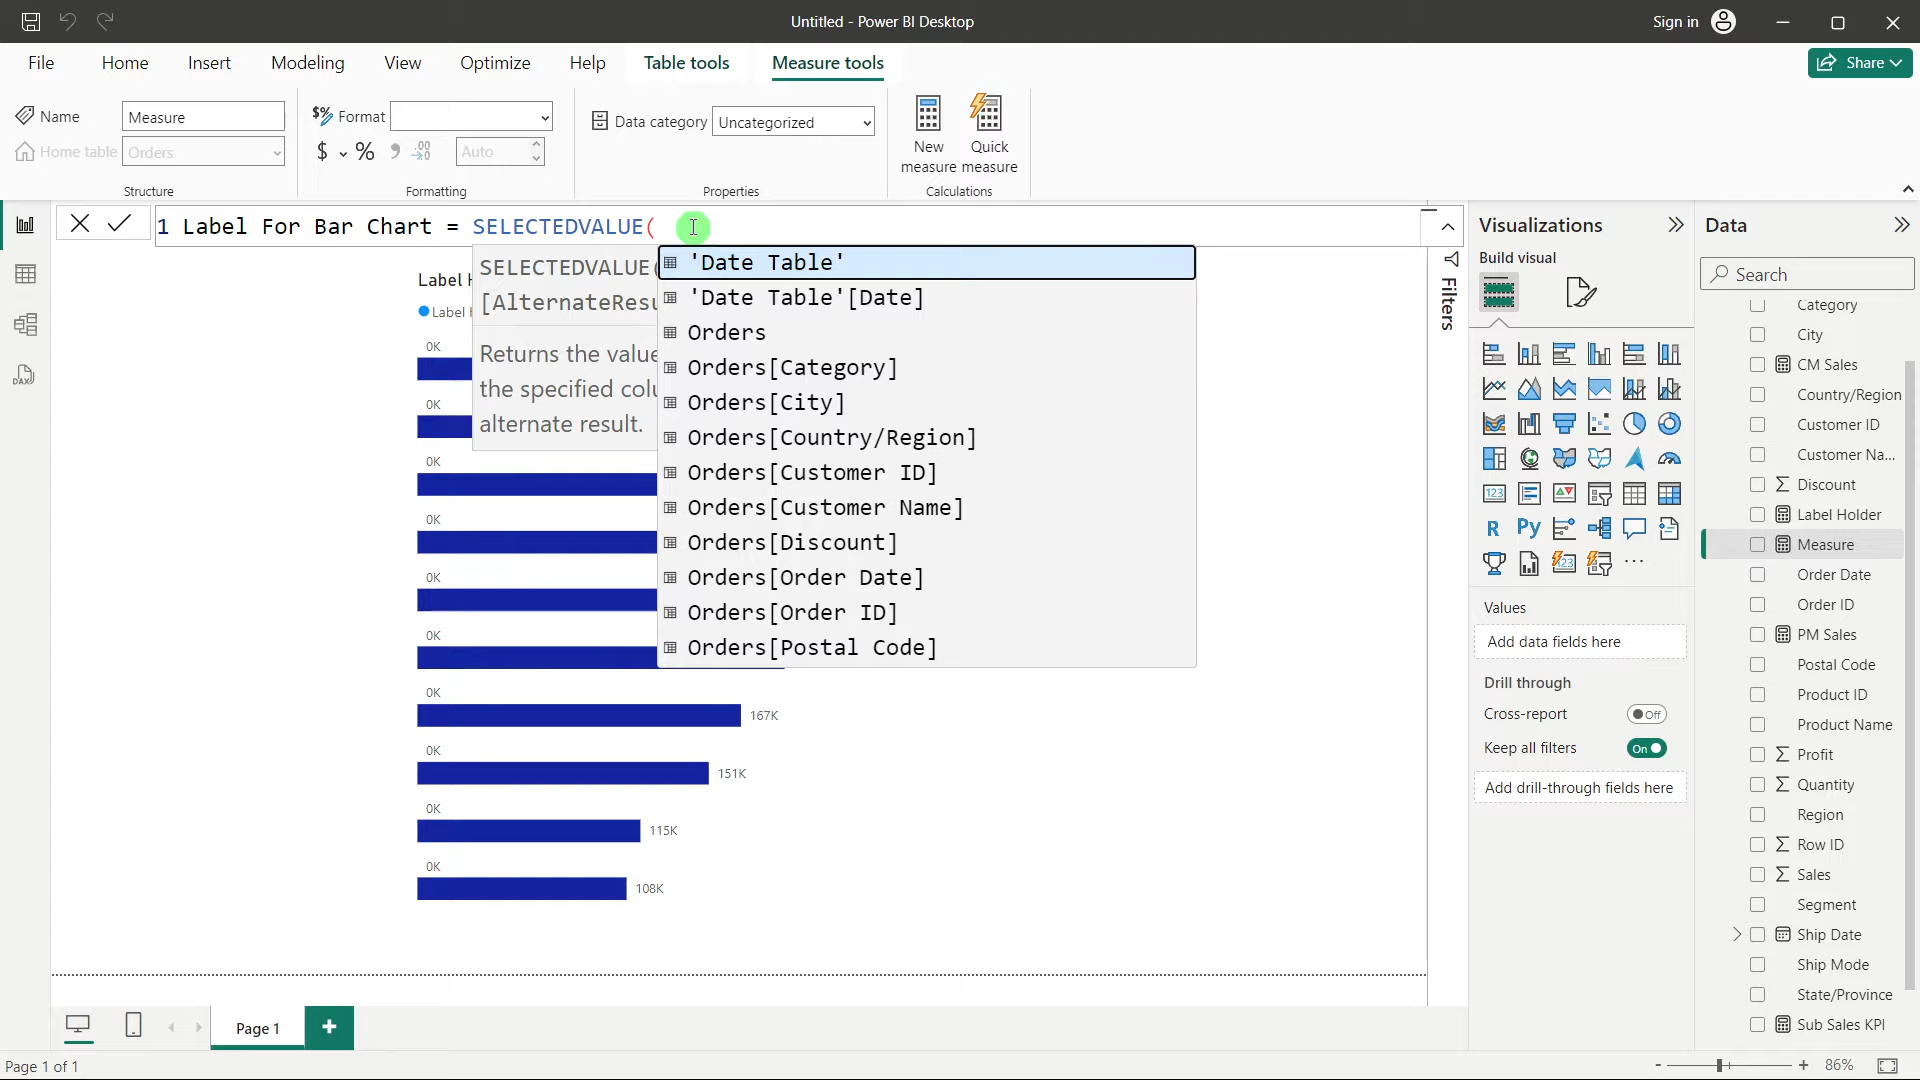 Untitled - Power BI Desktop
Sign in
File Home Insert Modeling View Optimize Help Table tools Measure tools
Share
Name Measure
Home table Orders
Structure
$% Format
$ % 9 .00
Auto
Formatting
Data category Uncategorized
Properties
New measure
Quick measure
Calculations
1 Label For Bar Chart = SELECTEDVALUE(
SELECTEDVALUE(
[AlternateResu
Returns the value
the specified colu
alternate result.
'Date Table'
'Date Table'[Date]
Orders
Orders[Category]
Orders[City]
Orders[Country/Region]
Orders[Customer ID]
Orders[Customer Name]
Orders[Discount]
Orders[Order Date]
Orders[Order ID]
Orders[Postal Code]
Label H
Label
0K
0K
0K
0K
0K
0K
0K
167K
0K
151K
0K
115K
0K
108K
DAX
Filters
Visualizations
Build visual
123
R
Py
123
Values
Add data fields here
Drill through
Cross-report
Off
Keep all filters
On
Add drill-through fields here
Data
Search
Category
City
CM Sales
Country/Region
Customer ID
Customer Na...
Discount
Label Holder
Measure
Order Date
Order ID
PM Sales
Postal Code
Product ID
Product Name
Profit
Quantity
Region
Row ID
Sales
Segment
Ship Date
Ship Mode
State/Province
Sub Sales KPI
Page 1
Page 1 of 1
- + 86%